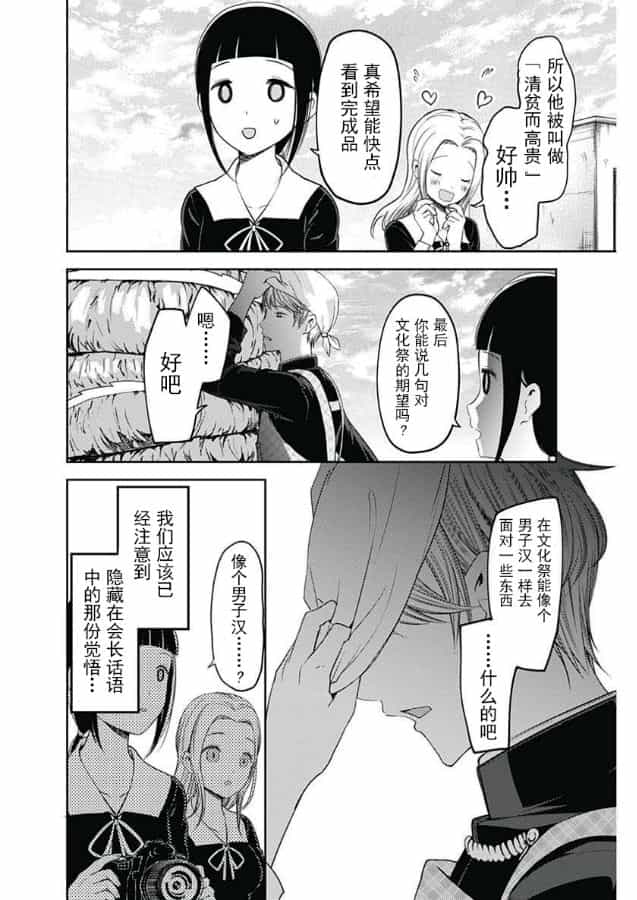 所以他被叫做
「清贫而高贵」
好帅…
真希望能快点
看到完成品
最后
你能说几句对
文化祭的期望吗?
嗯……
好吧
在文化祭能像个
男子汉一样去
面对一些东西
……什么的吧
像个男子汉……?
我们应该已
经注意到
隐藏在会长话语
中的那份觉悟…